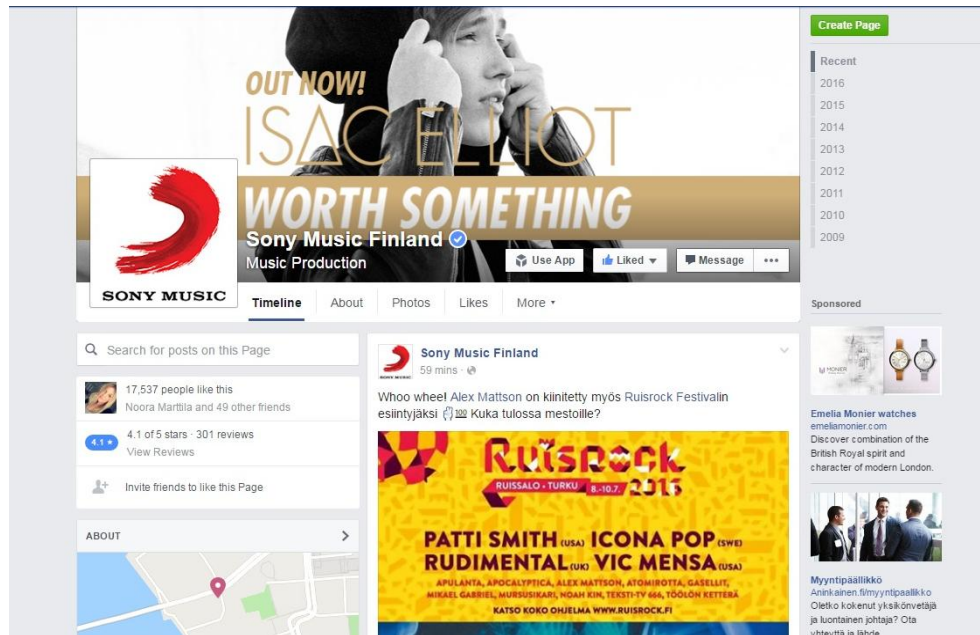 OUT NOW!
ISAC ELLIOT
WORTH SOMETHING
Sony Music Finland
Music Production
SONY MUSIC
Use App
Liked
Message
Timeline
About
Photos
Likes
More
Search for posts on this Page
17,537 people like this
Noora Marttila and 49 other friends
4.1
4.1 of 5 stars · 301 reviews
View Reviews
Invite friends to like this Page
ABOUT
Sony Music Finland
59 mins ·
Whoo whee! Alex Mattson on kiinitetty myös Ruisrock Festivalin
esiintyjäksi 100 Kuka tulossa mestoille?
RUISROCK
RUISSALO · TURKU 8.-10.7. 2016
PATTI SMITH (USA) ICONA POP (SWE)
RUDIMENTAL (UK) VIC MENSA (USA)
APULANTA, APOCALYPTICA, ALEX MATTSON, ATOMIROTTA, GASELLIT,
MIKAEL GABRIEL, MURSUSIKARI, NOAH KIN, TEKSTI-TV 666, TÖÖLÖN KETTERÄ
KATSO KOKO OHJELMA WWW.RUISROCK.FI
Create Page
Recent
2016
2015
2014
2013
2012
2011
2010
2009
Sponsored
MONIER
Emelia Monier watches
emeliamonier.com
Discover combination of the
British Royal spirit and
character of modern London.
Myyntipäällikkö
Aninkainen.fi/myyntipaallikko
Oletko kokenut yksikönvetäjä
ja luontainen johtaja? Ota
yhteyttä ja lähde